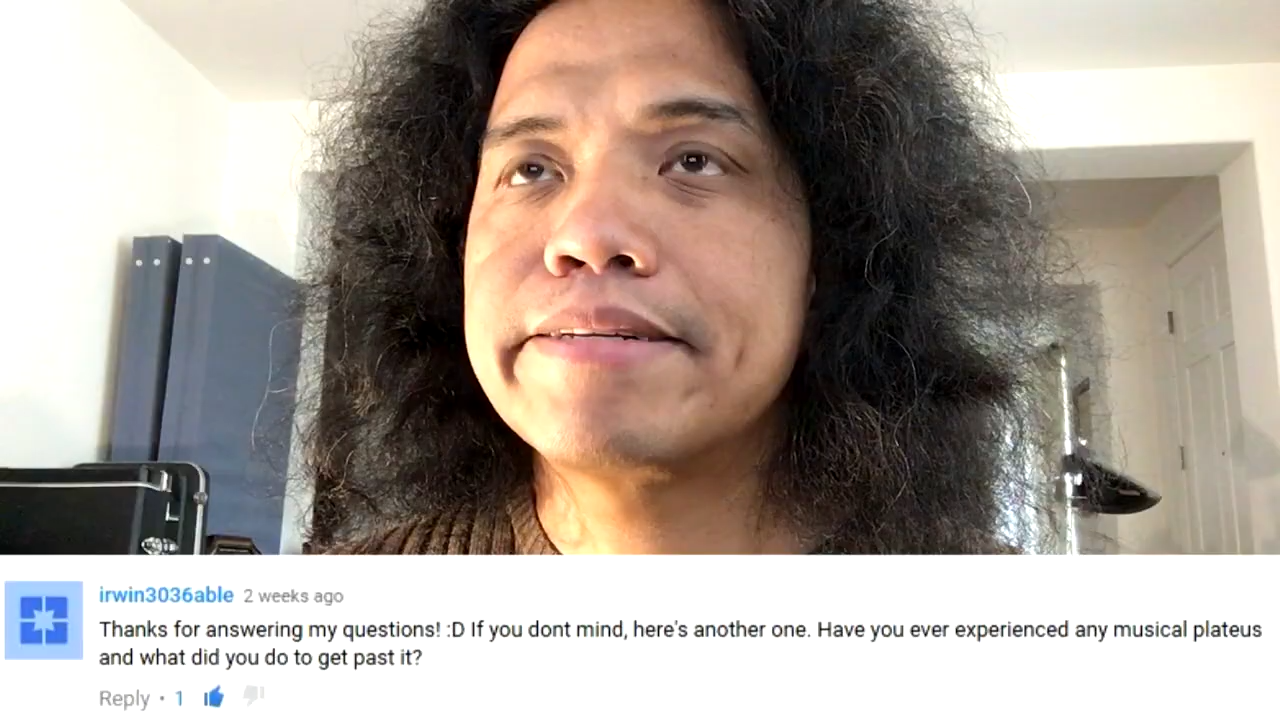 irwin3036able 2 weeks ago
Thanks for answering my questions! :D If you dont mind, here's another one. Have you ever experienced any musical plateus
and what did you do to get past it?
Reply • 1